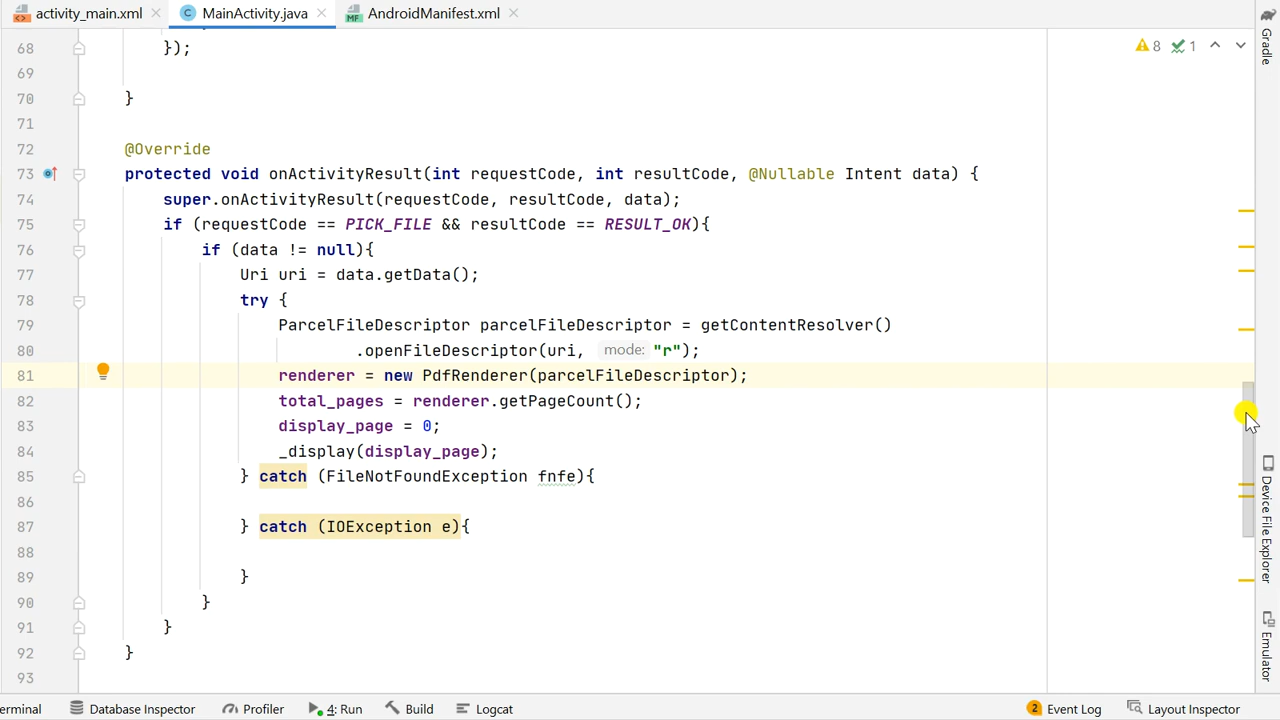 activity_main.xml MainActivity.java AndroidManifest.xml
68 });
8 1
69
70 }
71
72 @Override
73 protected void onActivityResult(int requestCode, int resultCode, @Nullable Intent data) {
74 super.onActivityResult(requestCode, resultCode, data);
75 if (requestCode == PICK_FILE && resultCode == RESULT_OK){
76 if (data != null){
77 Uri uri = data.getData();
78 try {
79 ParcelFileDescriptor parcelFileDescriptor = getContentResolver()
80 .openFileDescriptor(uri, mode: "r");
81 renderer = new PdfRenderer(parcelFileDescriptor);
82 total_pages = renderer.getPageCount();
83 display_page = 0;
84 _display(display_page);
85 } catch (FileNotFoundException fnfe){
86
87 } catch (IOException e){
88
89 }
90 }
91 }
92 }
93
Gradle
Device File Explorer
Emulator
erminal Database Inspector Profiler 4: Run Build Logcat 2 Event Log Layout Inspector